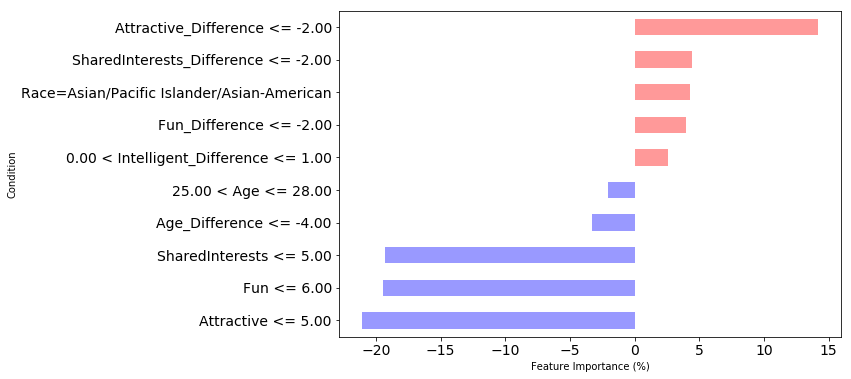 Attractive_Difference <= -2.00
SharedInterests_Difference <= -2.00
Race=Asian/Pacific Islander/Asian-American
Fun_Difference <= -2.00
0.00 < Intelligent_Difference <= 1.00
25.00 < Age <= 28.00
Age_Difference <= -4.00
SharedInterests <= 5.00
Fun <= 6.00
Attractive <= 5.00
Condition
−20 −15 −10 −5 0 5 10 15
Feature Importance (%)